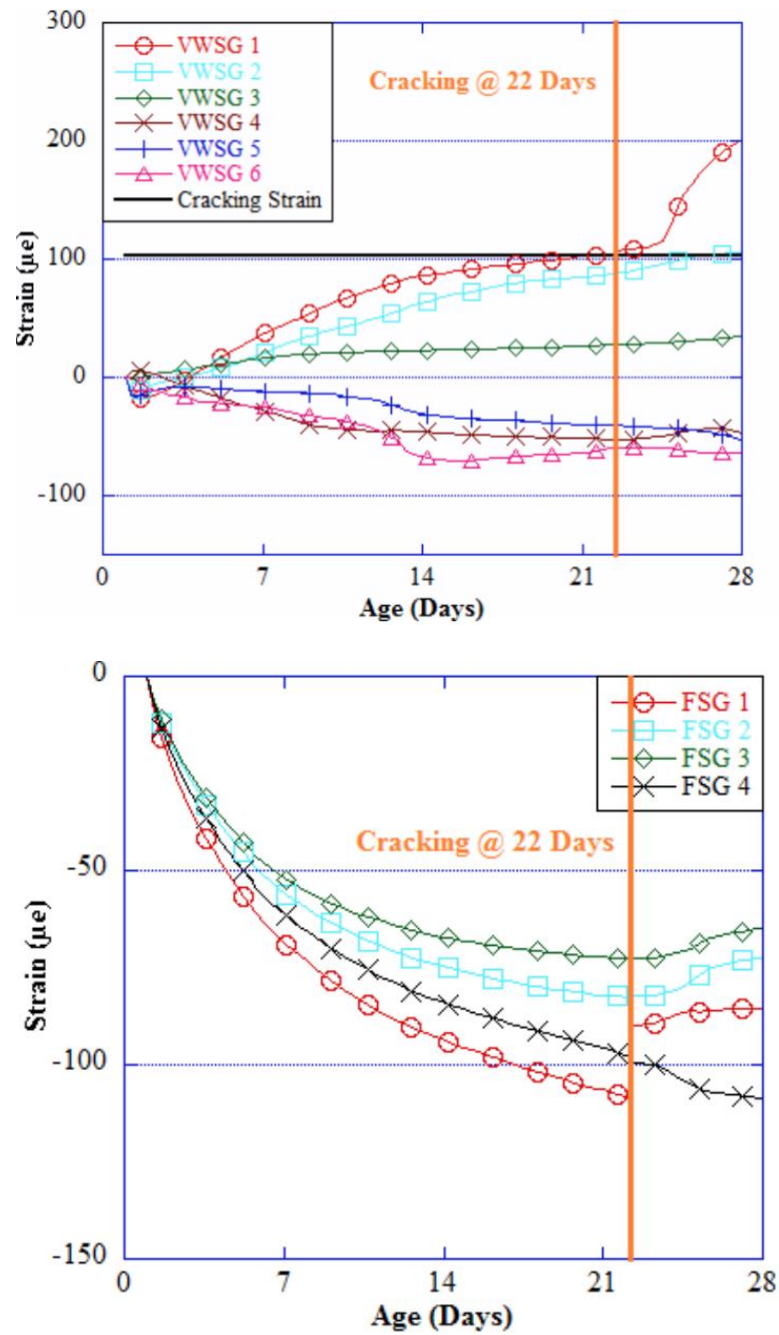 300
VWSG 1
VWSG 2
VWSG 3
VWSG 4
VWSG 5
VWSG 6
Cracking Strain
Cracking @ 22 Days
200
100
0
-100
Strain (µe)
0
7
14
21
28
Age (Days)
0
FSG 1
FSG 2
FSG 3
FSG 4
Cracking @ 22 Days
-50
-100
-150
Strain (µe)
0
7
14
21
28
Age (Days)